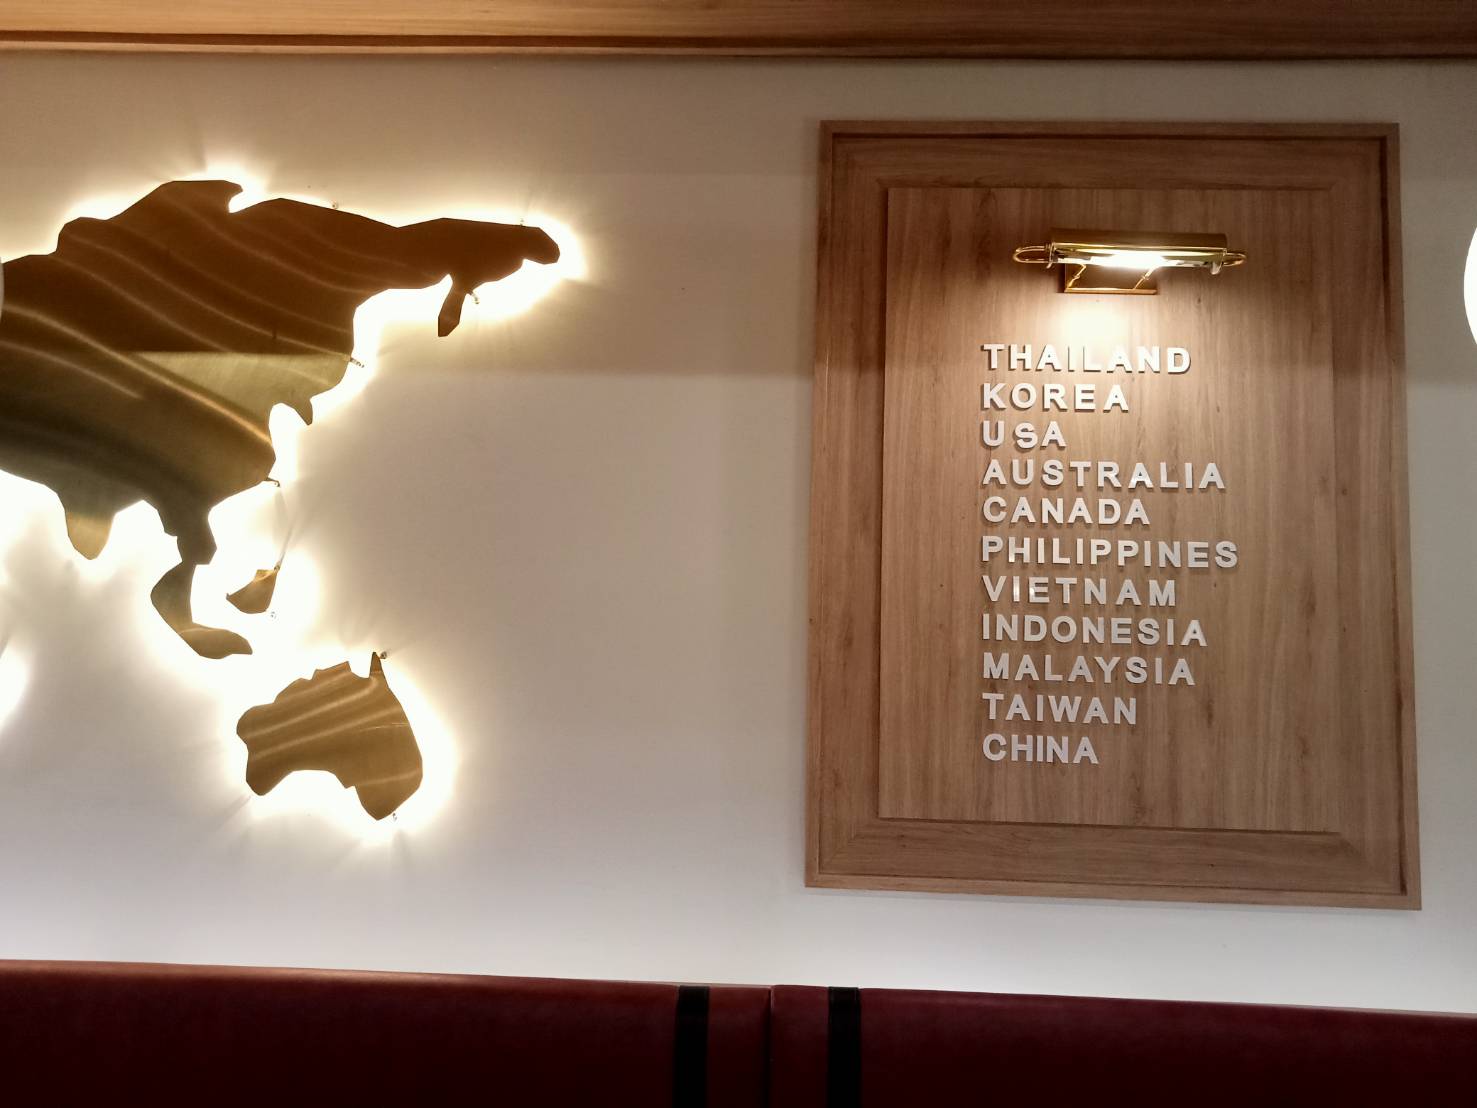 THAILAND
KOREA
USA
AUSTRALIA
CANADA
PHILIPPINES
VIETNAM
INDONESIA
MALAYSIA
TAIWAN
CHINA